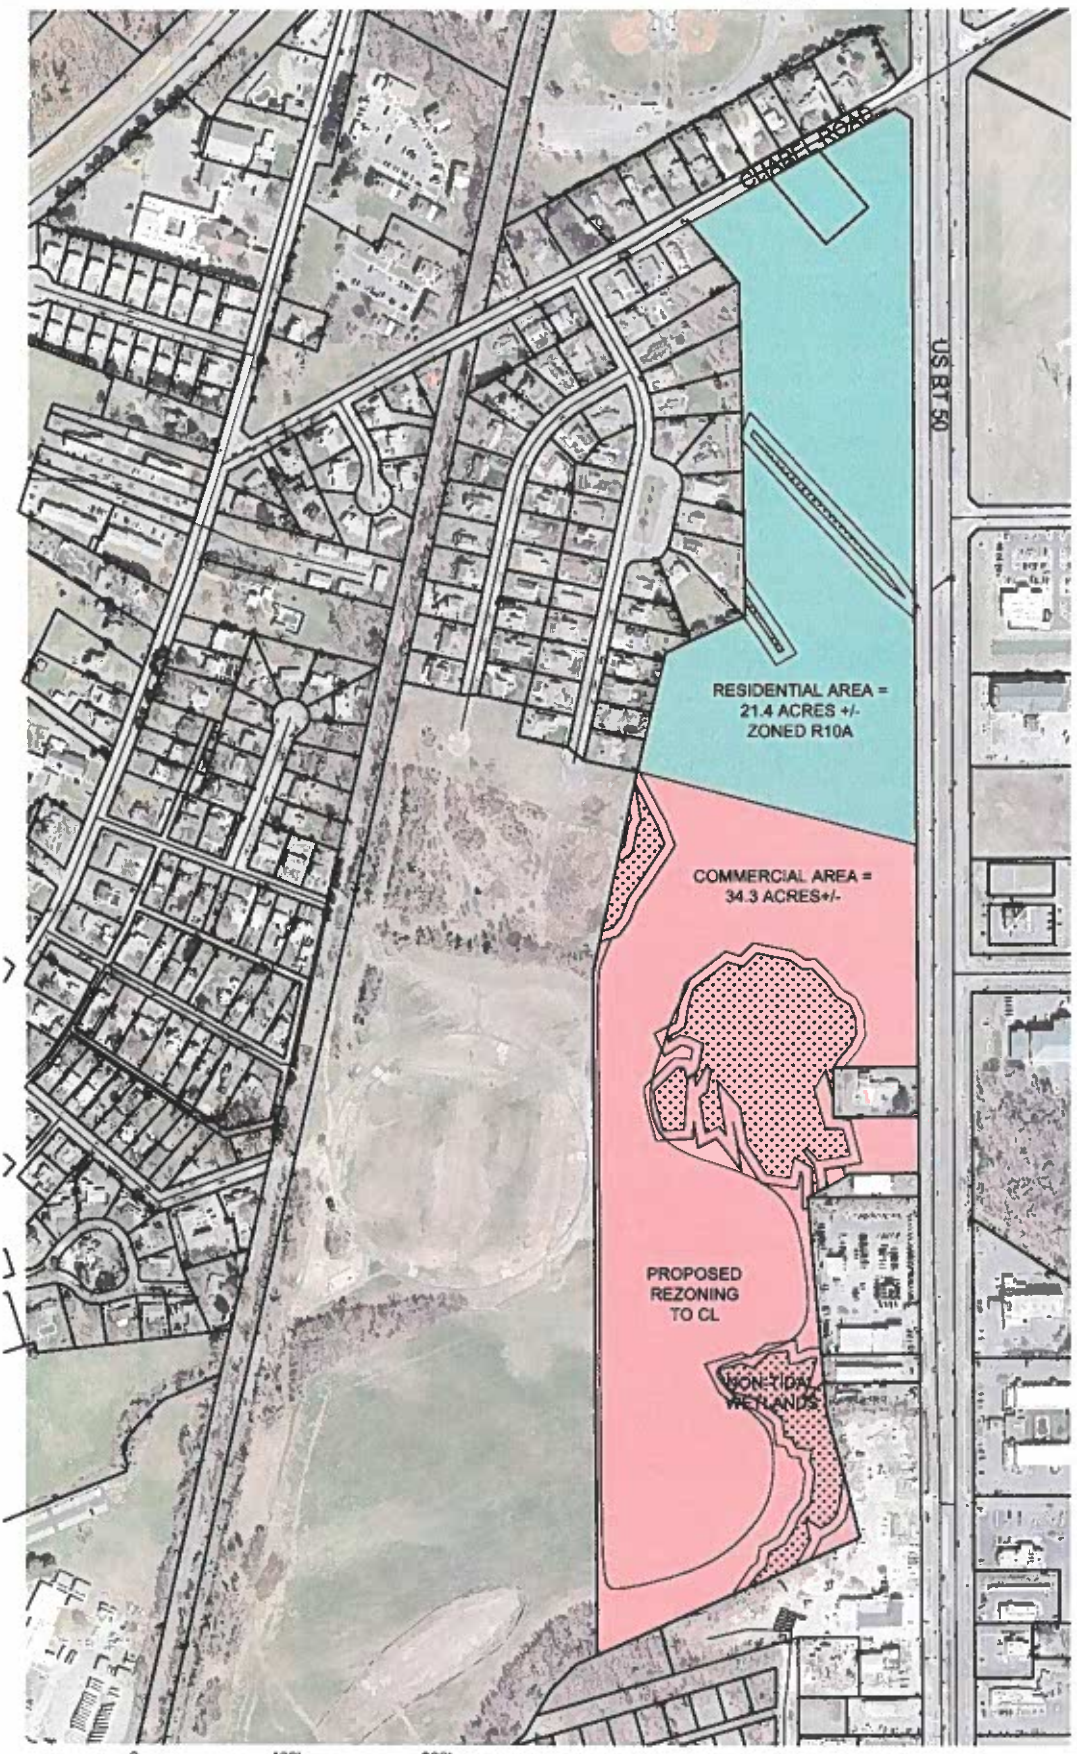 CHAPEL ROAD
US RT 50
RESIDENTIAL AREA =
21.4 ACRES +/-
ZONED R10A
COMMERCIAL AREA =
34.3 ACRES+/-
PROPOSED
REZONING
TO CL
NON-TIDAL
WETLANDS